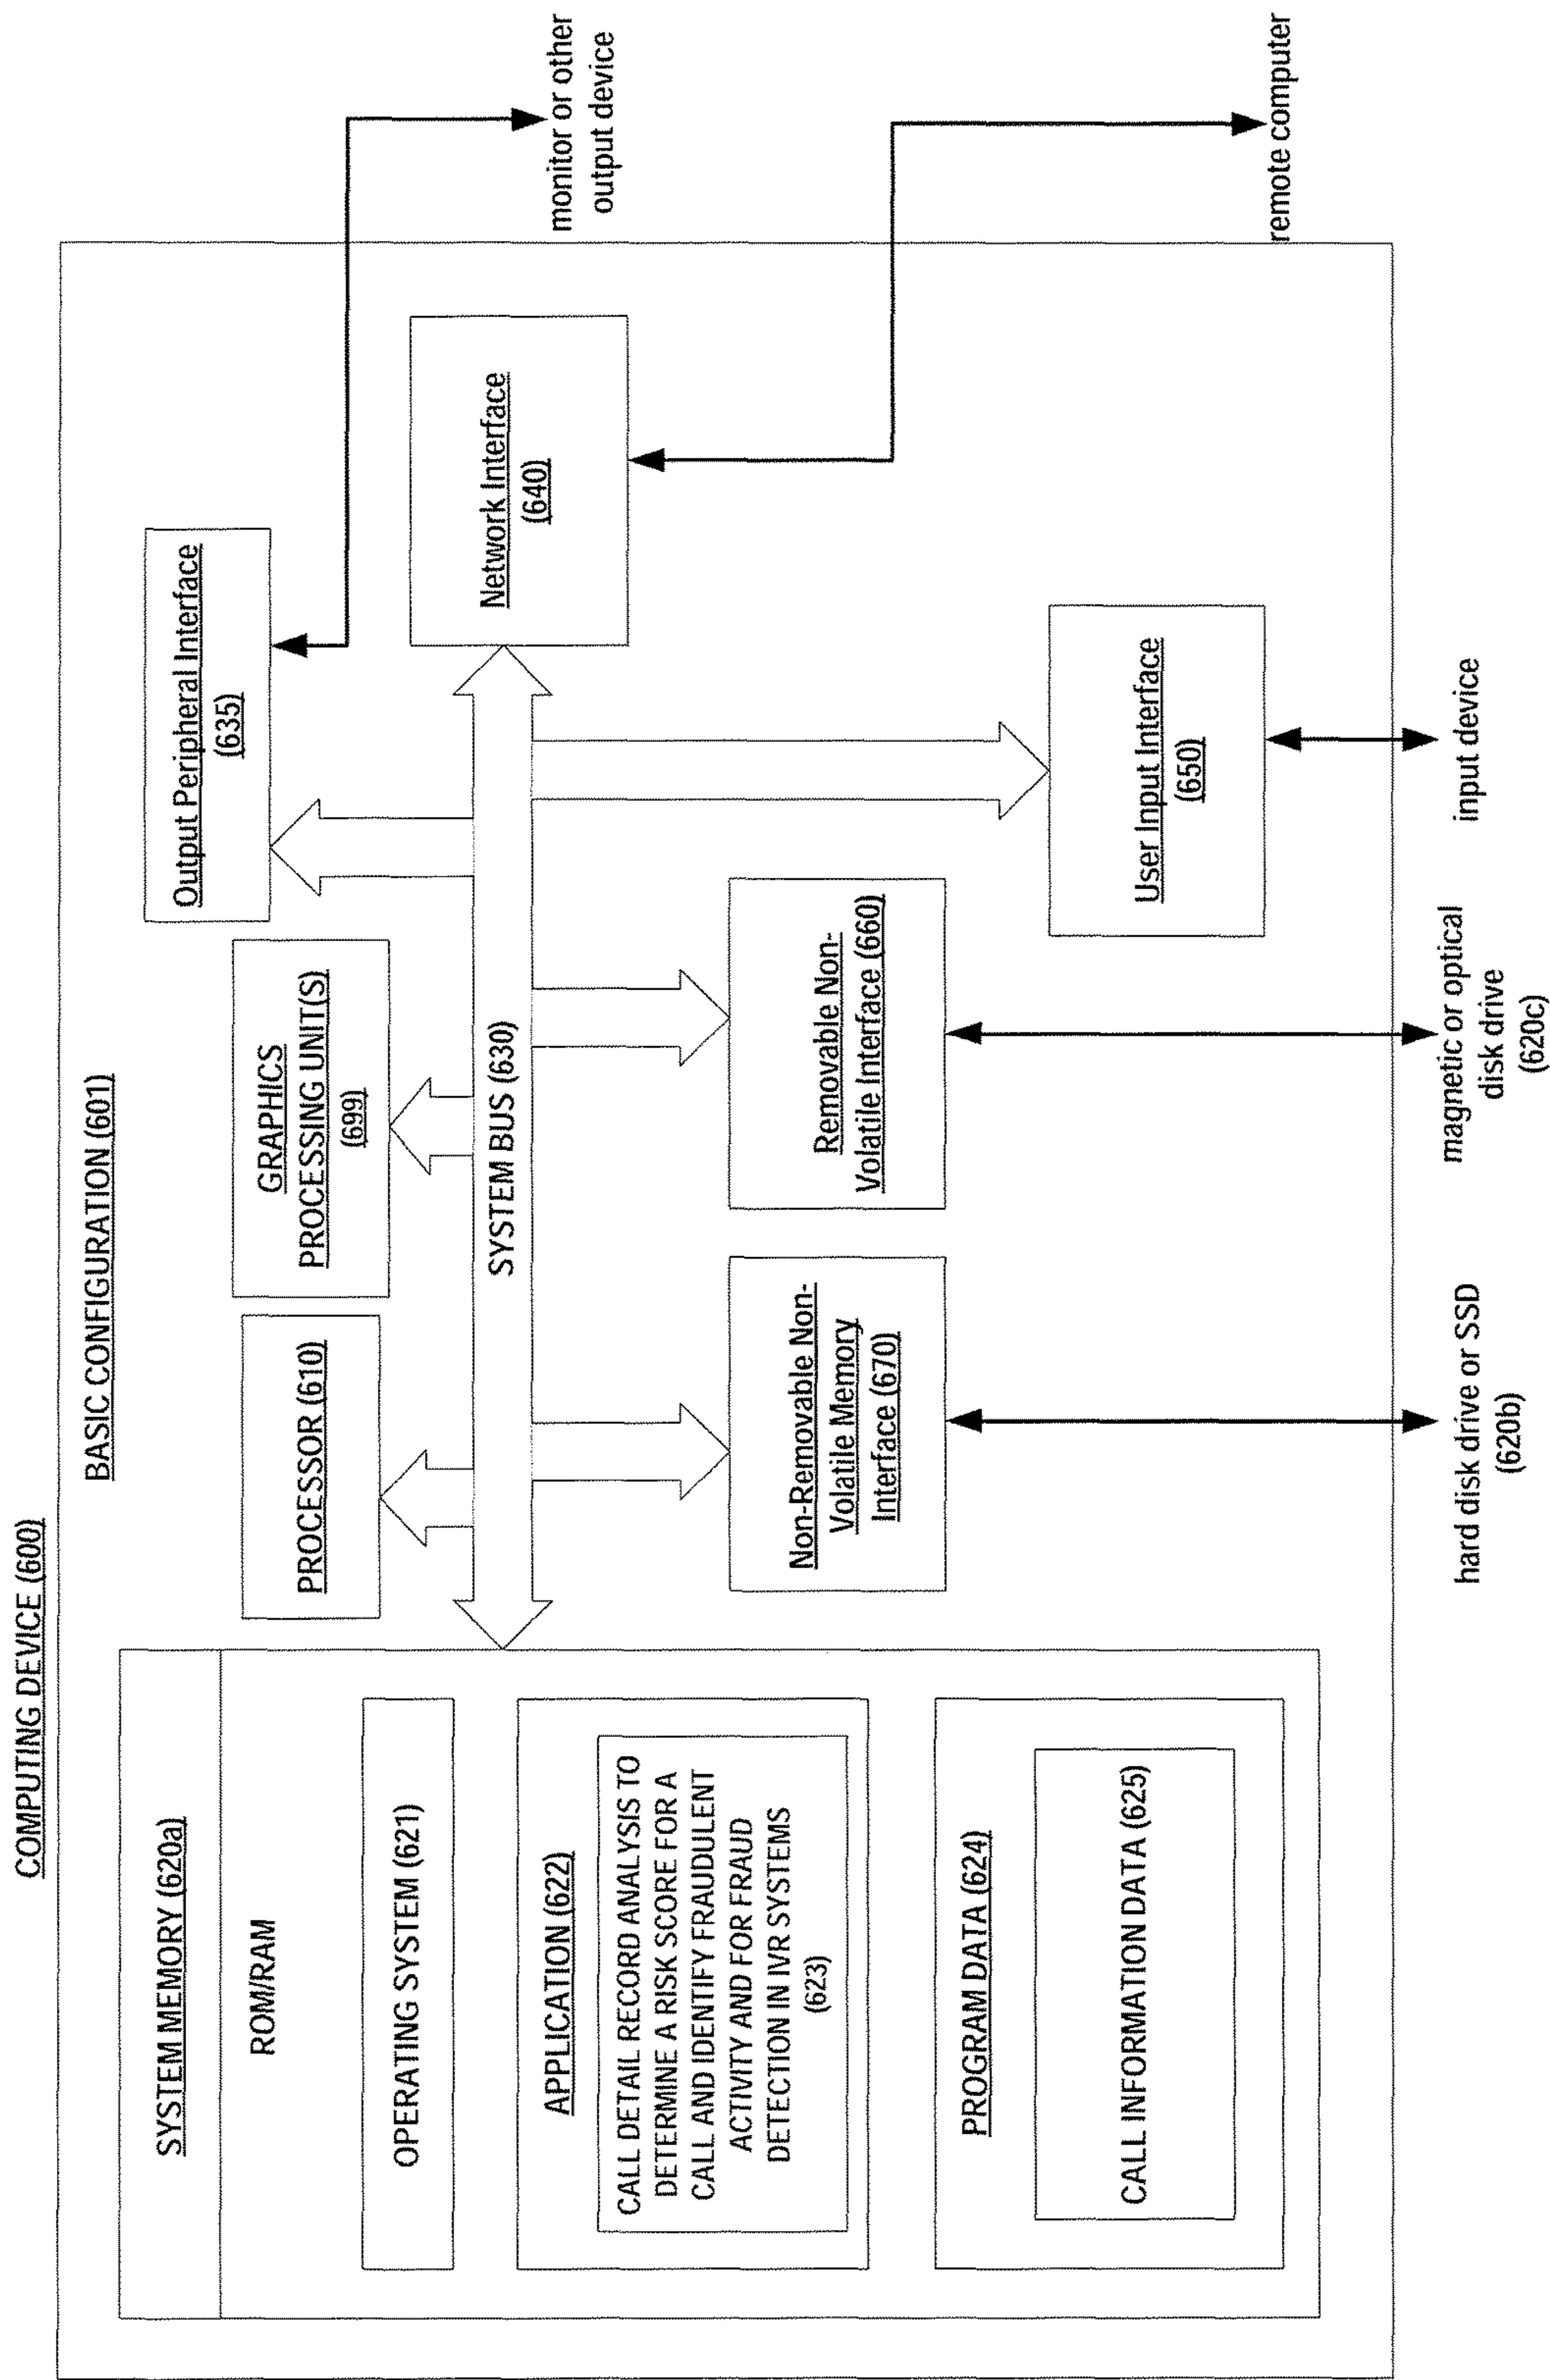 COMPUTING DEVICE (600)
BASIC CONFIGURATION (601)
SYSTEM MEMORY (620a)
ROM/RAM
OPERATING SYSTEM (621)
APPLICATION (622)
CALL DETAIL RECORD ANALYSIS TO
DETERMINE A RISK SCORE FOR A
CALL AND IDENTIFY FRAUDULENT
ACTIVITY AND FOR FRAUD
DETECTION IN IVR SYSTEMS
(623)
PROGRAM DATA (624)
CALL INFORMATION DATA (625)
PROCESSOR (610)
GRAPHICS
PROCESSING UNIT(S)
(699)
Output Peripheral Interface
(635)
SYSTEM BUS (630)
Network Interface
(640)
Non-Removable Non-
Volatile Memory
Interface (670)
Removable Non-
Volatile Interface (660)
User Input Interface
(650)
monitor or other
output device
remote computer
hard disk drive or SSD
(620b)
magnetic or optical
disk drive
(620c)
input device